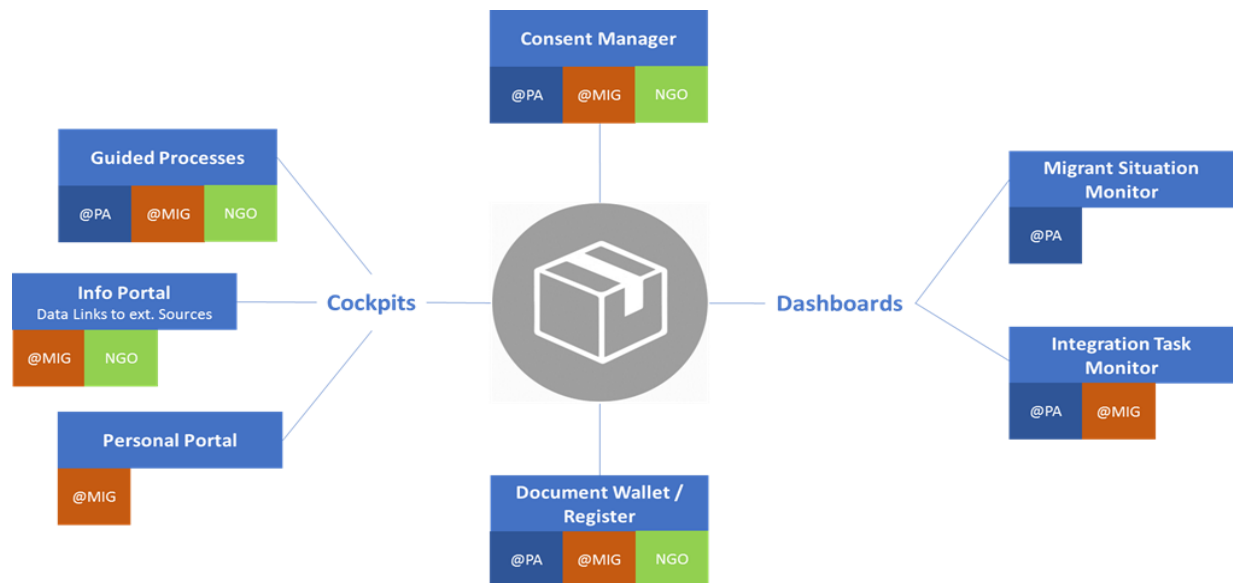 Consent Manager
@PA @MIG NGO
Guided Processes
@PA @MIG NGO
Info Portal
Data Links to ext. Sources
@MIG NGO
Personal Portal
@MIG
Cockpits
Dashboards
Migrant Situation
Monitor
@PA
Integration Task
Monitor
@PA @MIG
Document Wallet /
Register
@PA @MIG NGO